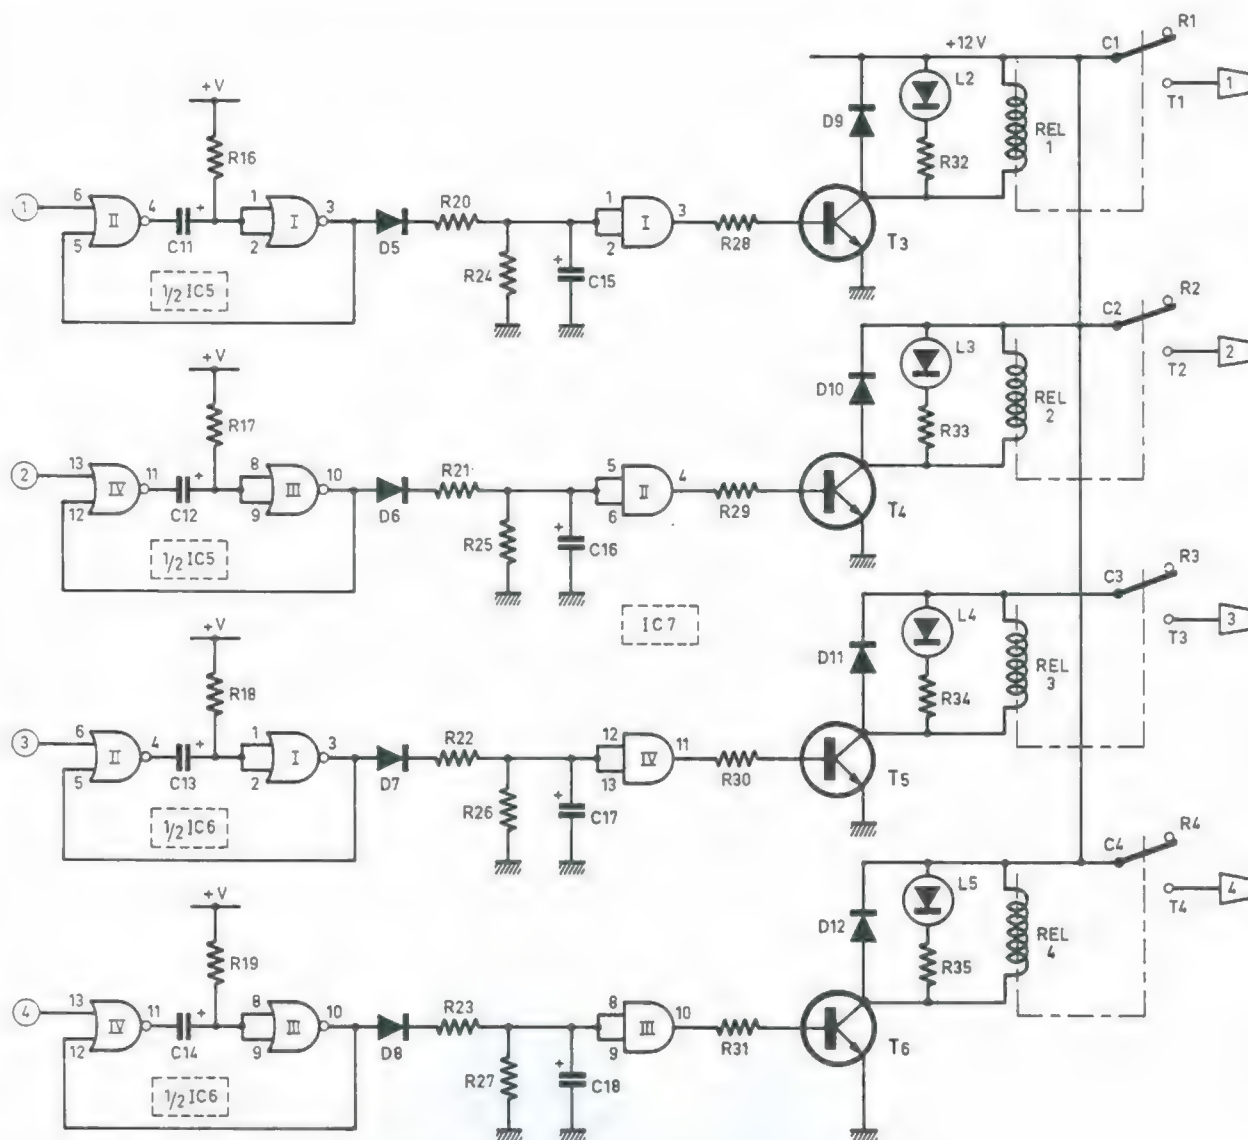 +12V
C1
R1
L2
1
T1
+V
D9
REL
1
R16
R32
1
6
II
4
+
1
I
3
R20
1
I
3
5
C11
2
D5
2
R28
T3
R24
+
C15
1/2 IC5
C2
R2
L3
2
T2
+V
D10
REL
2
R17
R33
2
13
IV
11
+
8
III
10
R21
5
II
4
12
C12
9
D6
6
R29
T4
R25
+
C16
1/2 IC5
IC7
C3
R3
L4
3
T3
+V
D11
REL
3
R18
R34
3
6
II
4
+
1
I
3
R22
12
IV
11
5
C13
2
D7
13
R30
T5
R26
+
C17
1/2 IC6
C4
R4
L5
4
T4
+V
D12
REL
4
R19
R35
4
13
IV
11
+
8
III
10
R23
8
III
10
12
C14
9
D8
9
R31
T6
R27
+
C18
1/2 IC6